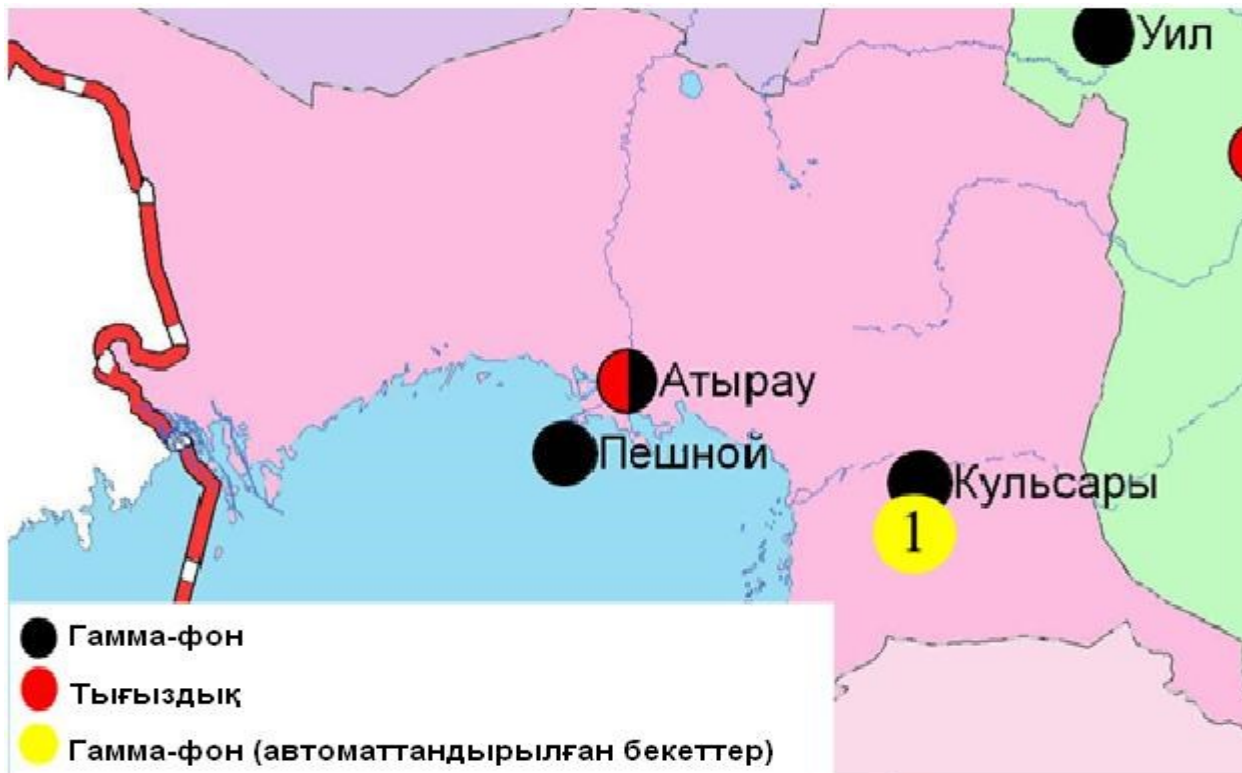 Уил
Атырау
Пешной
Кульсары
1
Гамма-фон
Тығыздық
Гамма-фон (автоматтандырылған бекеттер)